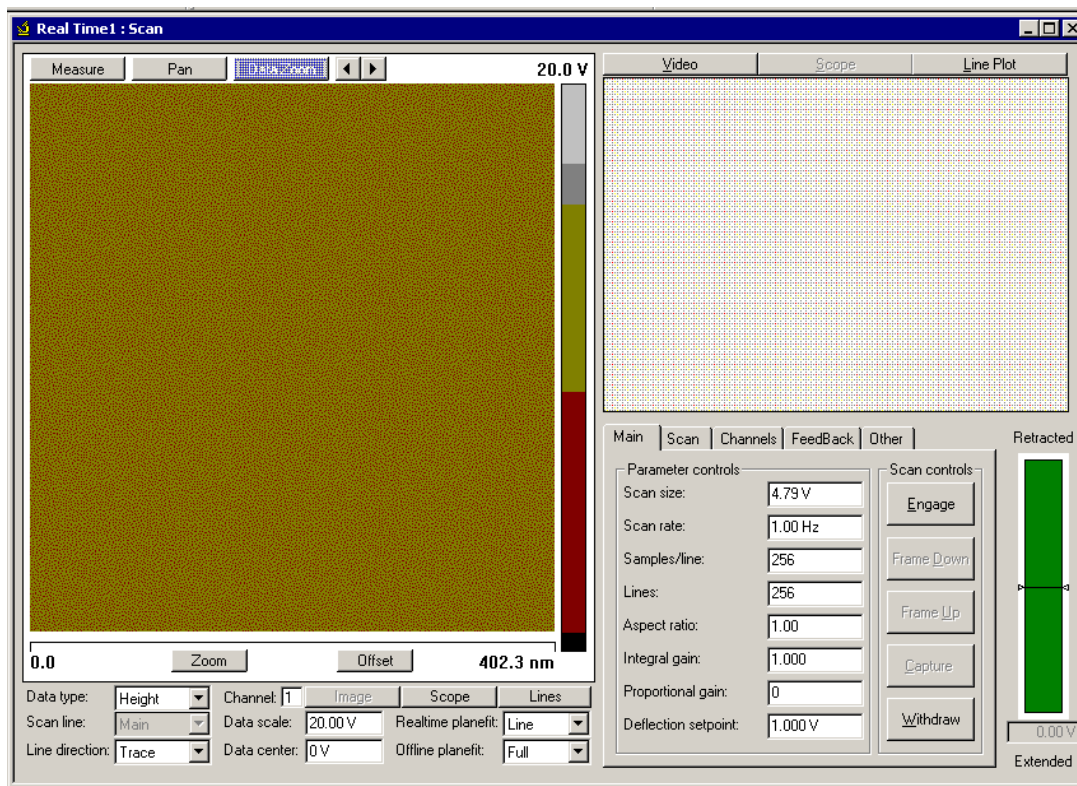 Real Time1 : Scan
Measure Pan Data Zoom 20.0 V
Video Scope Line Plot
0.0 Zoom Offset 402.3 nm
Data type: Height Channel: 1 Image Scope Lines
Scan line: Main Data scale: 20.00 V Realtime planefit: Line
Line direction: Trace Data center: 0 V Offline planefit: Full
Main Scan Channels FeedBack Other
Parameter controls
Scan size: 4.79 V
Scan rate: 1.00 Hz
Samples/line: 256
Lines: 256
Aspect ratio: 1.00
Integral gain: 1.000
Proportional gain: 0
Deflection setpoint: 1.000 V
Scan controls
Engage
Frame Down
Frame Up
Capture
Withdraw
Retracted
0.00 V
Extended